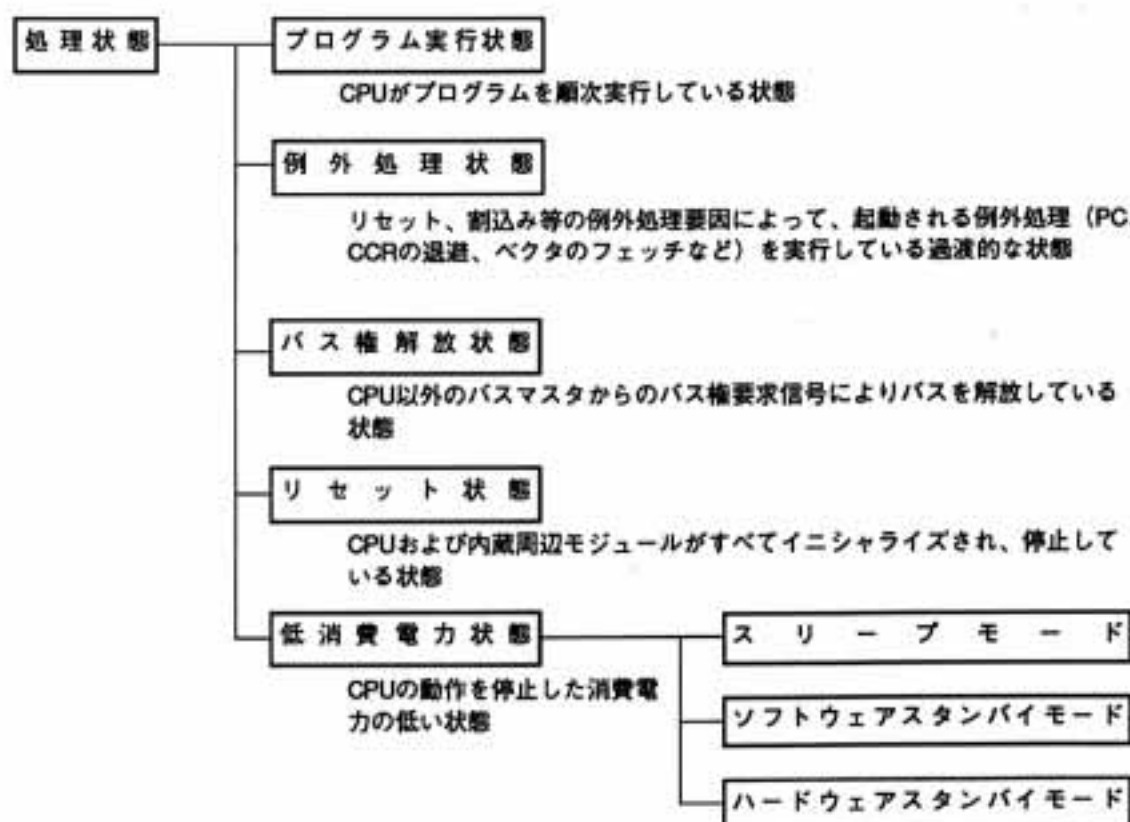 処理状態
プログラム実行状態
CPUがプログラムを順次実行している状態
例外処理状態
リセット、割込み等の例外処理要因によって、起動される例外処理（PC、
CCRの退避、ベクタのフェッチなど）を実行している過渡的な状態
バス権解放状態
CPU以外のバスマスタからのバス権要求信号によりバスを解放している
状態
リセット状態
CPUおよび内蔵周辺モジュールがすべてイニシャライズされ、停止して
いる状態
低消費電力状態
CPUの動作を停止した消費電
力の低い状態
スリープモード
ソフトウェアスタンバイモード
ハードウェアスタンバイモード